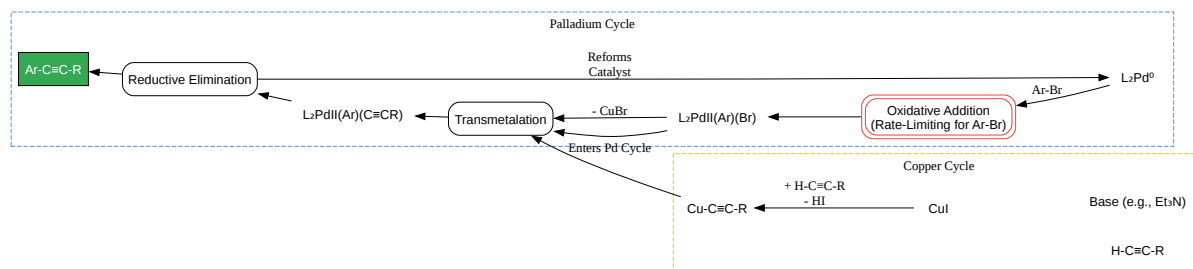 Palladium Cycle
Ar-C≡C-R
Reductive Elimination
Reforms
Catalyst
L₂Pd⁰
Ar-Br
Oxidative Addition
(Rate-Limiting for Ar-Br)
L₂PdII(Ar)(Br)
- CuBr
Transmetalation
L₂PdII(Ar)(C≡CR)
Enters Pd Cycle
Copper Cycle
+ H-C≡C-R
- HI
Cu-C≡C-R
CuI
Base (e.g., Et₃N)
H-C≡C-R